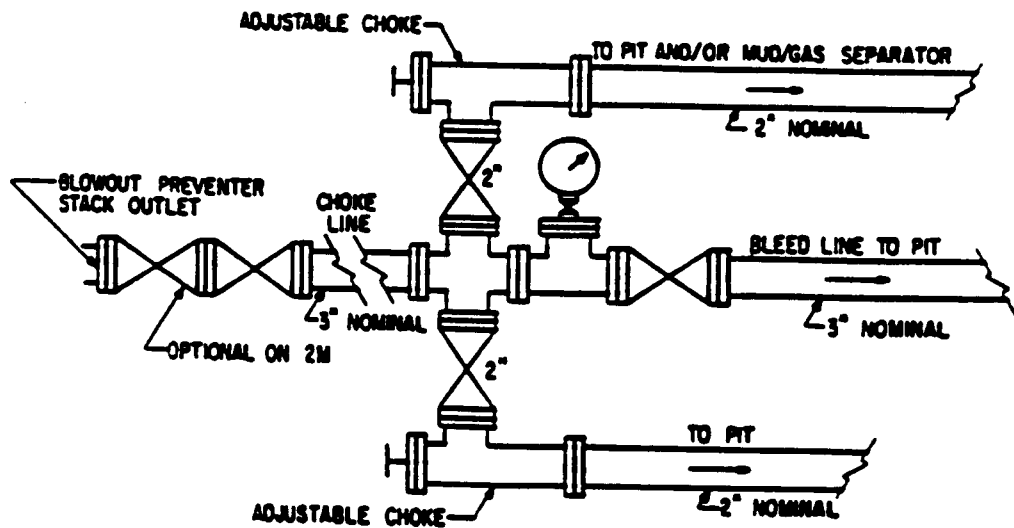 ADJUSTABLE CHOKE
TO PIT AND/OR MUD/GAS SEPARATOR
2" NOMINAL
2"
BLOWOUT PREVENTER
STACK OUTLET
CHOKE
LINE
BLEED LINE TO PIT
3" NOMINAL
3" NOMINAL
OPTIONAL ON 2M
2"
TO PIT
2" NOMINAL
ADJUSTABLE CHOKE